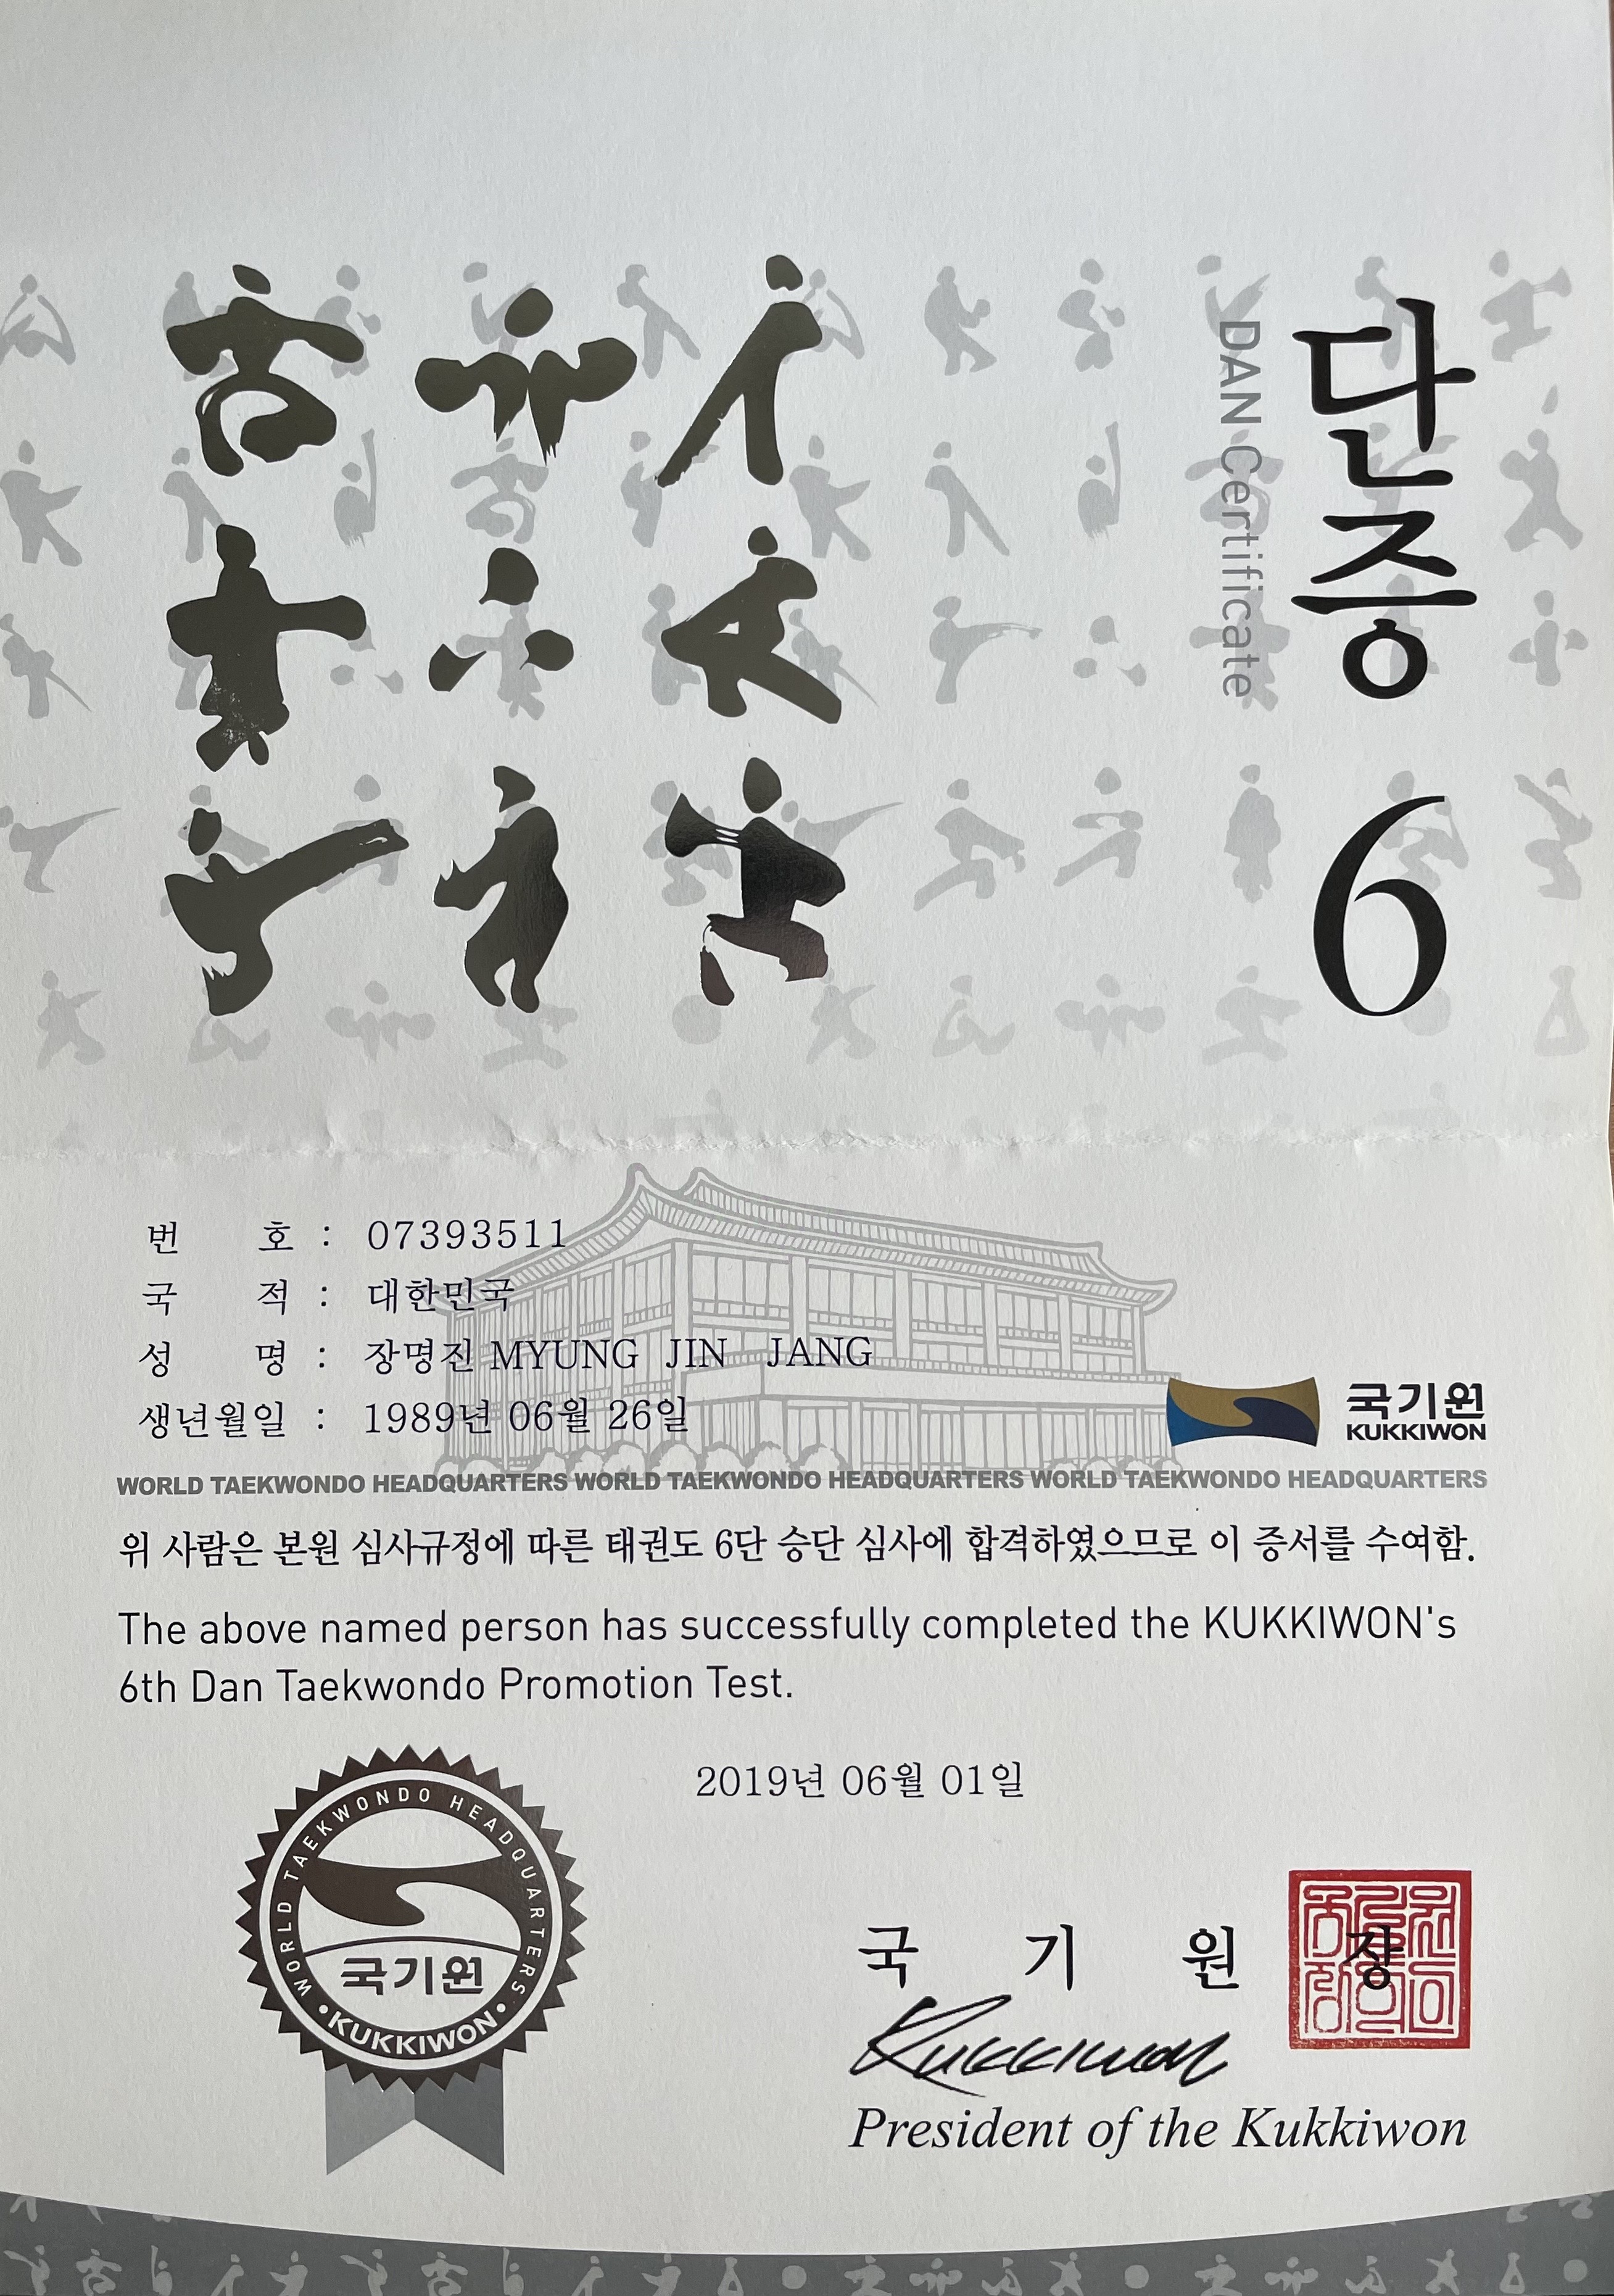 단증 6
DAN Certificate
번 호 : 07393511
국 적 : 대한민국
성 명 : 장명진 MYUNG JIN JANG
생년월일 : 1989년 06월 26일
국기원
KUKKIWON
WORLD TAEKWONDO HEADQUARTERS WORLD TAEKWONDO HEADQUARTERS WORLD TAEKWONDO HEADQUARTERS
위 사람은 본원 심사규정에 따른 태권도 6단 승단 심사에 합격하였으므로 이 증서를 수여함.
The above named person has successfully completed the KUKKIWON's
6th Dan Taekwondo Promotion Test.
2019년 06월 01일
WORLD TAEKWONDO HEADQUARTERS
국기원
•KUKKIWON•
국 기 원 장
Kukkiwon
President of the Kukkiwon